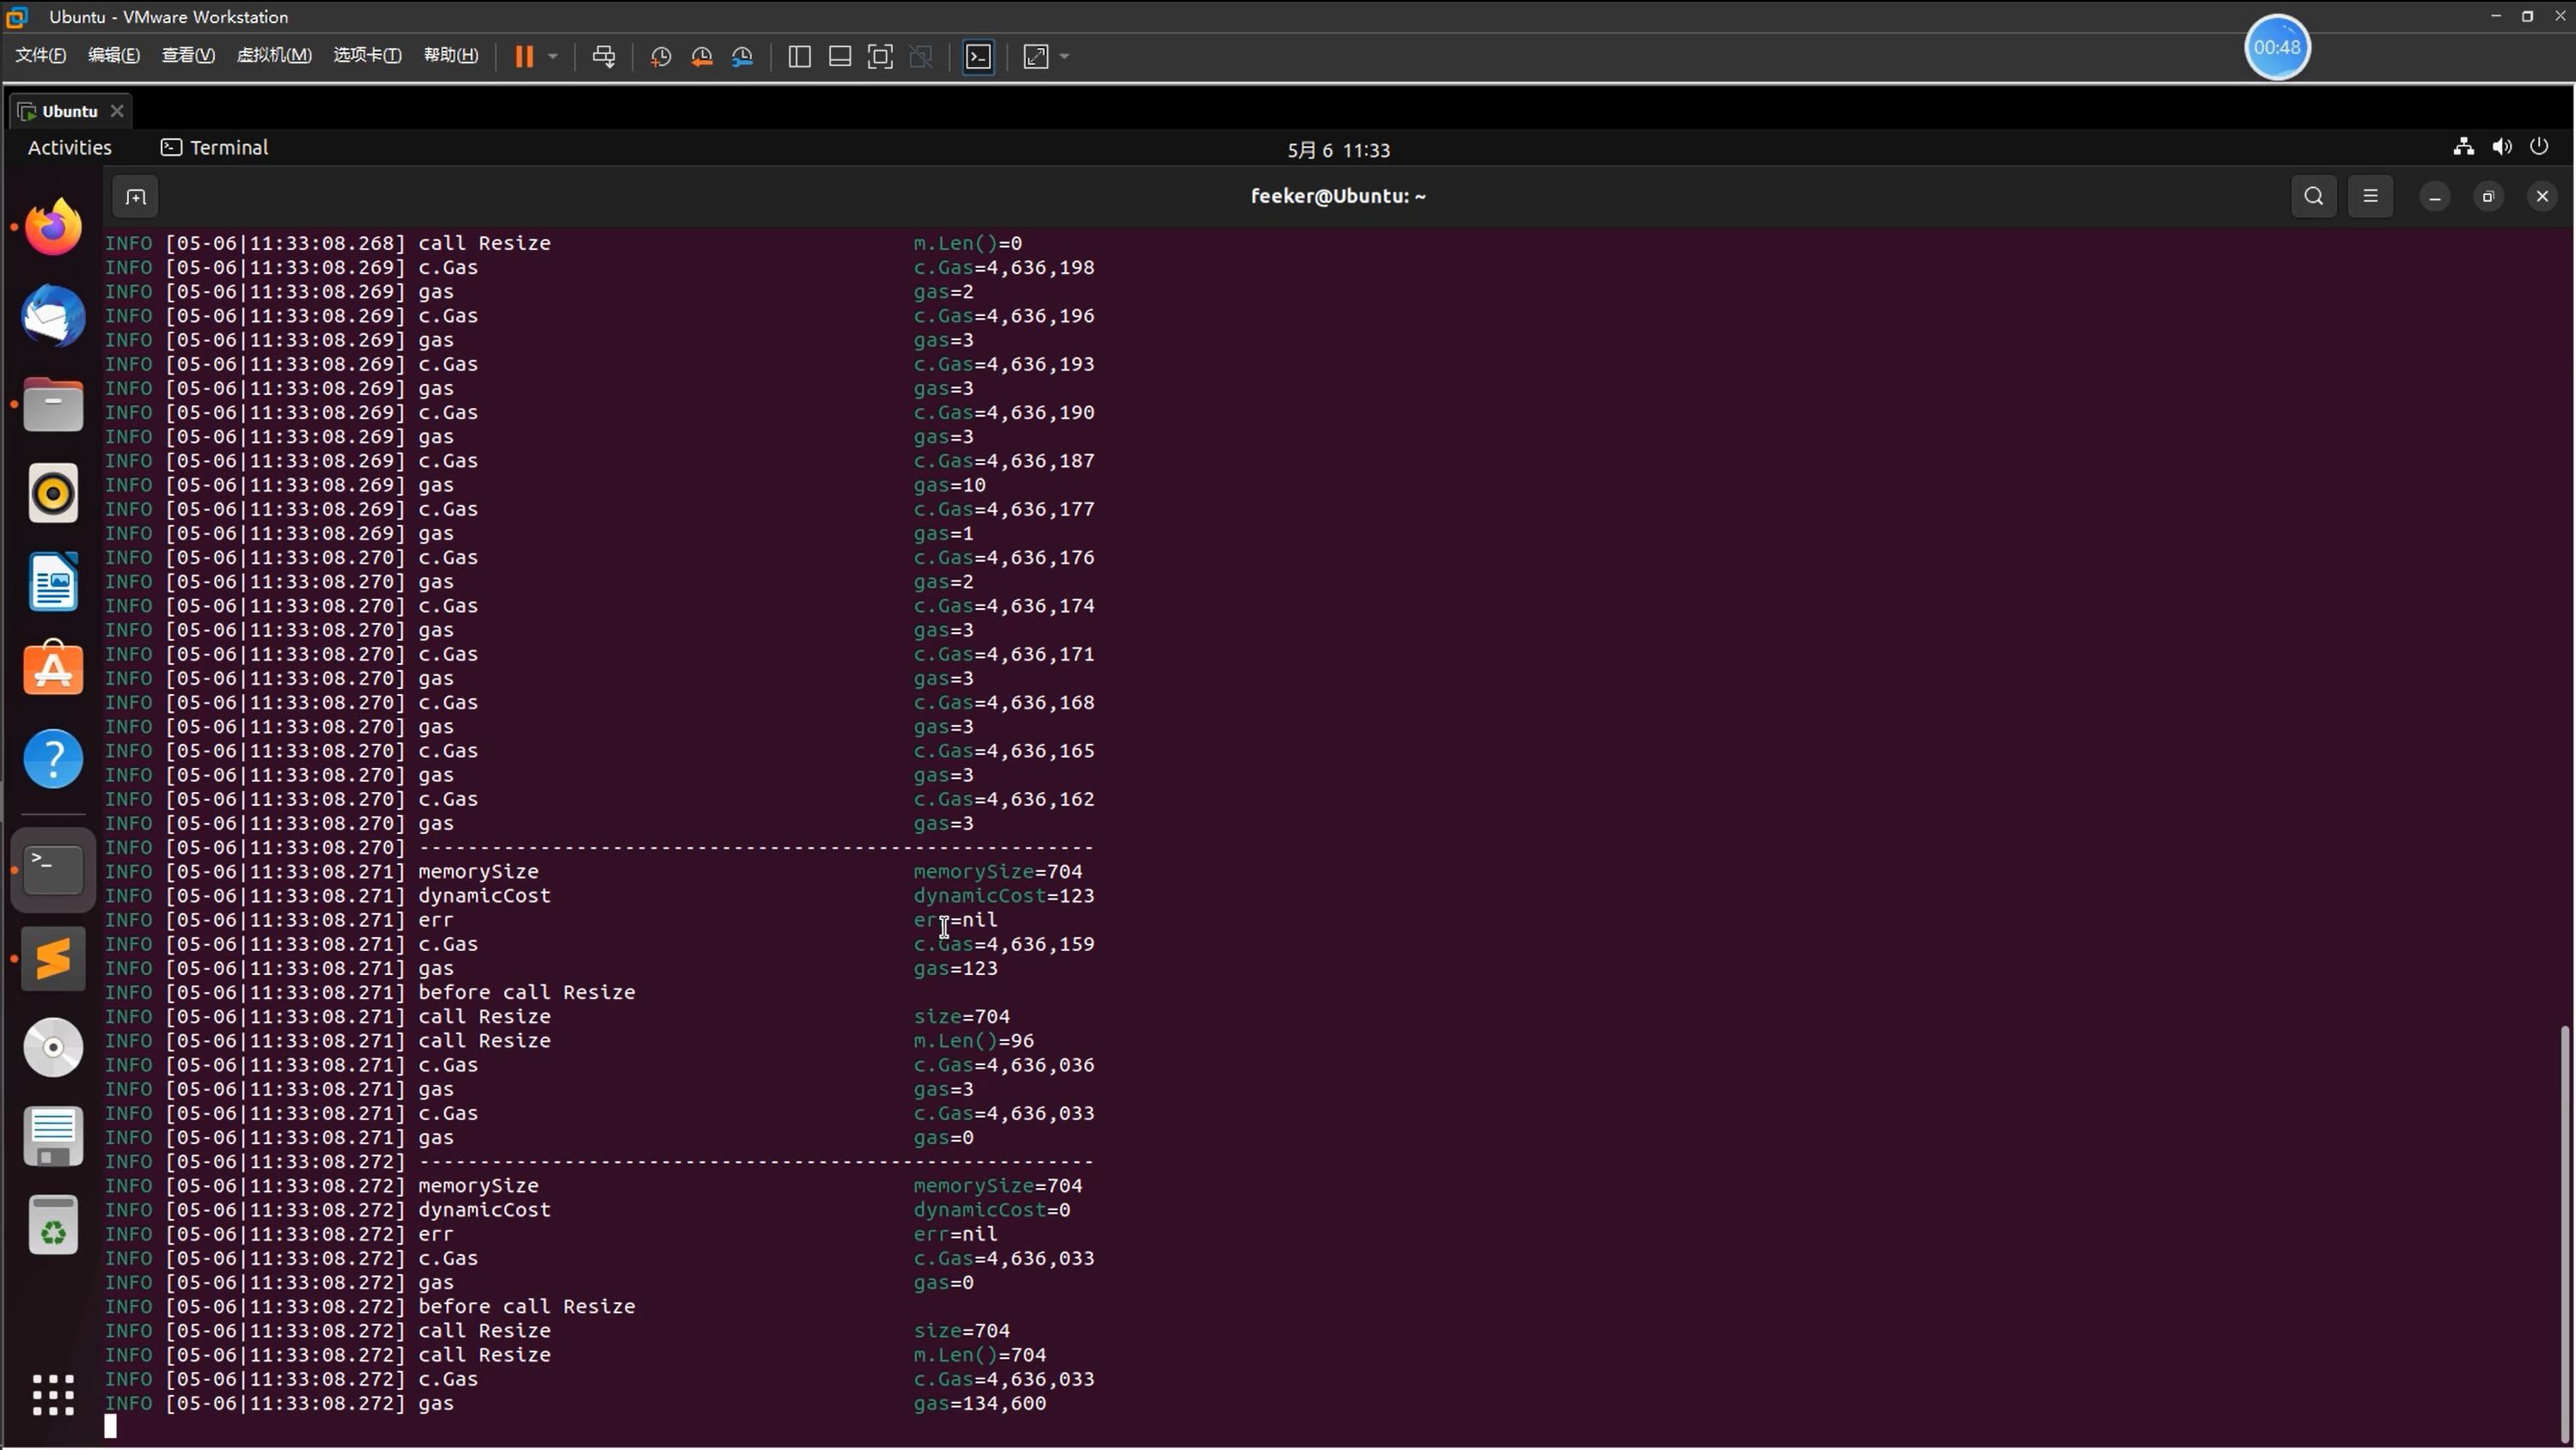 Ubuntu - VMware Workstation
文件(F) 编辑(E) 查看(V) 虚拟机(M) 选项卡(T) 帮助(H)
00:48
Ubuntu
Activities Terminal 5月 6 11:33
feeker@Ubuntu: ~
INFO [05-06|11:33:08.268] call Resize m.Len()=0
INFO [05-06|11:33:08.269] c.Gas c.Gas=4,636,198
INFO [05-06|11:33:08.269] gas gas=2
INFO [05-06|11:33:08.269] c.Gas c.Gas=4,636,196
INFO [05-06|11:33:08.269] gas gas=3
INFO [05-06|11:33:08.269] c.Gas c.Gas=4,636,193
INFO [05-06|11:33:08.269] gas gas=3
INFO [05-06|11:33:08.269] c.Gas c.Gas=4,636,190
INFO [05-06|11:33:08.269] gas gas=3
INFO [05-06|11:33:08.269] c.Gas c.Gas=4,636,187
INFO [05-06|11:33:08.269] gas gas=10
INFO [05-06|11:33:08.269] c.Gas c.Gas=4,636,177
INFO [05-06|11:33:08.269] gas gas=1
INFO [05-06|11:33:08.270] c.Gas c.Gas=4,636,176
INFO [05-06|11:33:08.270] gas gas=2
INFO [05-06|11:33:08.270] c.Gas c.Gas=4,636,174
INFO [05-06|11:33:08.270] gas gas=3
INFO [05-06|11:33:08.270] c.Gas c.Gas=4,636,171
INFO [05-06|11:33:08.270] gas gas=3
INFO [05-06|11:33:08.270] c.Gas c.Gas=4,636,168
INFO [05-06|11:33:08.270] gas gas=3
INFO [05-06|11:33:08.270] c.Gas c.Gas=4,636,165
INFO [05-06|11:33:08.270] gas gas=3
INFO [05-06|11:33:08.270] c.Gas c.Gas=4,636,162
INFO [05-06|11:33:08.270] gas gas=3
INFO [05-06|11:33:08.270] --------------------------------------------------------
INFO [05-06|11:33:08.271] memorySize memorySize=704
INFO [05-06|11:33:08.271] dynamicCost dynamicCost=123
INFO [05-06|11:33:08.271] err err=nil
INFO [05-06|11:33:08.271] c.Gas c.Gas=4,636,159
INFO [05-06|11:33:08.271] gas gas=123
INFO [05-06|11:33:08.271] before call Resize
INFO [05-06|11:33:08.271] call Resize size=704
INFO [05-06|11:33:08.271] call Resize m.Len()=96
INFO [05-06|11:33:08.271] c.Gas c.Gas=4,636,036
INFO [05-06|11:33:08.271] gas gas=3
INFO [05-06|11:33:08.271] c.Gas c.Gas=4,636,033
INFO [05-06|11:33:08.271] gas gas=0
INFO [05-06|11:33:08.272] --------------------------------------------------------
INFO [05-06|11:33:08.272] memorySize memorySize=704
INFO [05-06|11:33:08.272] dynamicCost dynamicCost=0
INFO [05-06|11:33:08.272] err err=nil
INFO [05-06|11:33:08.272] c.Gas c.Gas=4,636,033
INFO [05-06|11:33:08.272] gas gas=0
INFO [05-06|11:33:08.272] before call Resize
INFO [05-06|11:33:08.272] call Resize size=704
INFO [05-06|11:33:08.272] call Resize m.Len()=704
INFO [05-06|11:33:08.272] c.Gas c.Gas=4,636,033
INFO [05-06|11:33:08.272] gas gas=134,600